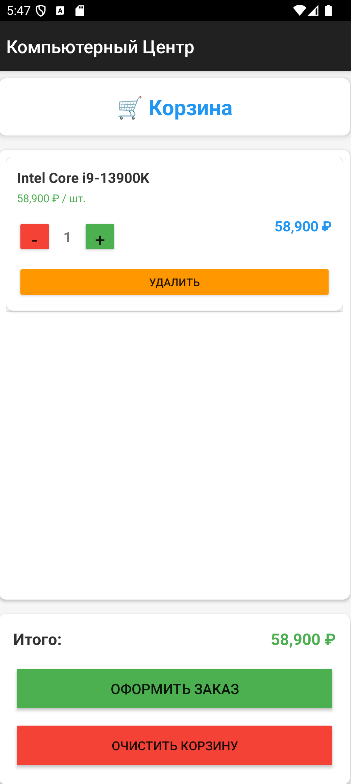 5:47
Компьютерный Центр
🛒 Корзина
Intel Core i9-13900K
58,900 ₽ / шт.
58,900 ₽
- 1 +
УДАЛИТЬ
Итого: 58,900 ₽
ОФОРМИТЬ ЗАКАЗ
ОЧИСТИТЬ КОРЗИНУ